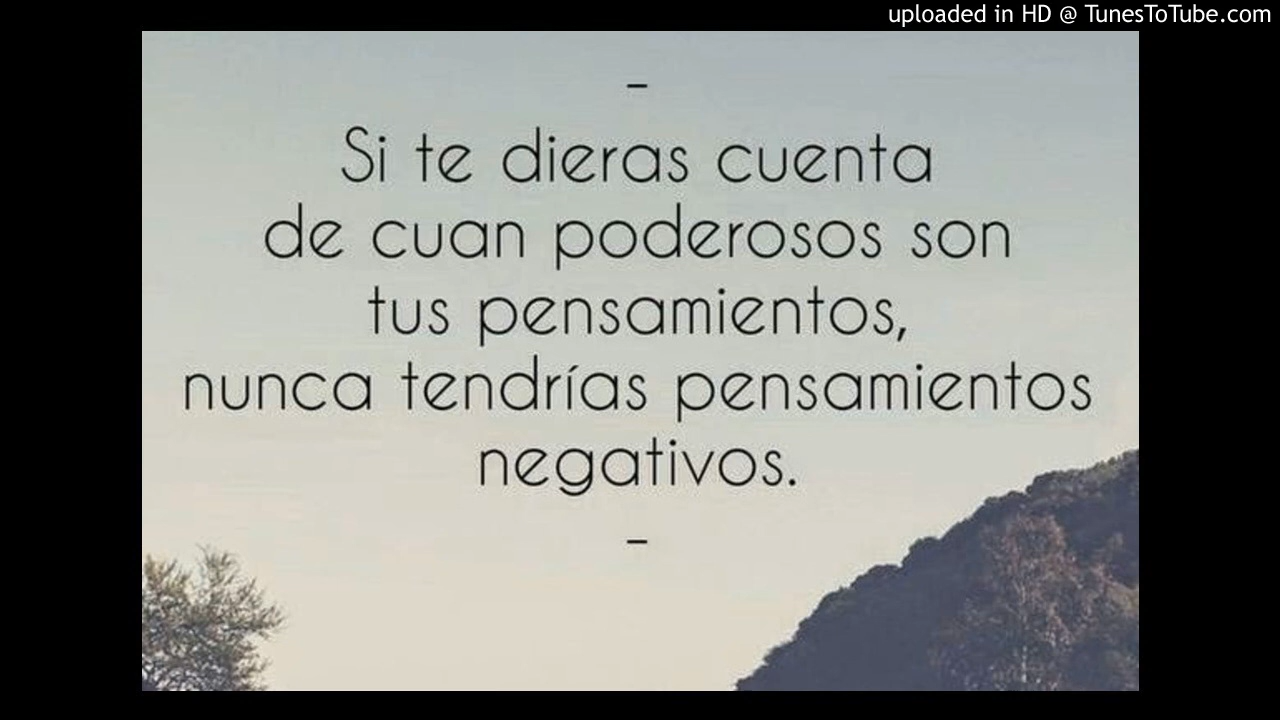 uploaded in HD @ TunesToTube.com
-
Si te dieras cuenta
de cuan poderosos son
tus pensamientos,
nunca tendrías pensamientos
negativos.
-